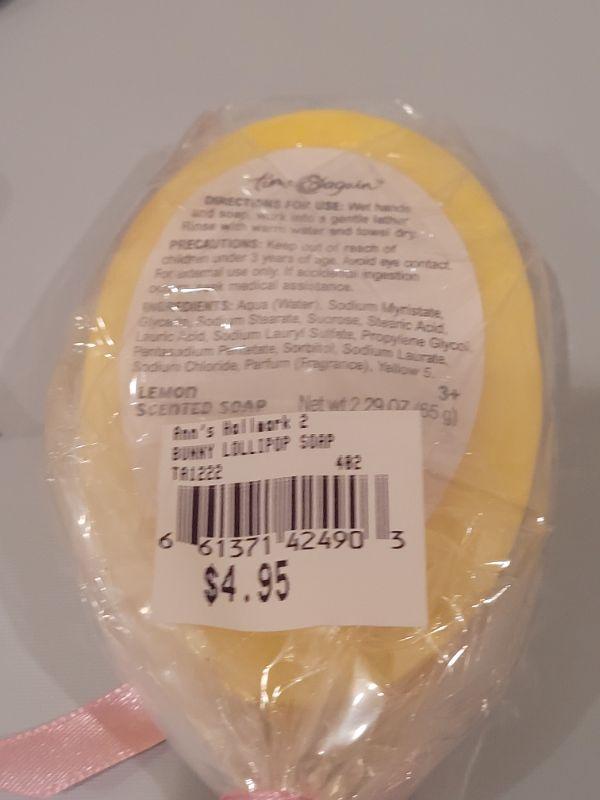 time & again
DIRECTIONS FOR USE: Wet hands
and soap, work into a gentle lather.
Rinse with warm water and towel dry.
PRECAUTIONS: Keep out of reach of
children under 3 years of age. Avoid eye contact.
For external use only. If accidental ingestion
medical assistance.
INGREDIENTS: Aqua (Water), Sodium Myristate,
Glycerin, Sodium Stearate, Sucrose, Stearic Acid,
Lauric Acid, Sodium Lauryl Sulfate, Propylene Glycol,
Pentasodium Pentetate, Sorbitol, Sodium Laurate,
Sodium Chloride, Parfum (Fragrance), Yellow 5
LEMON
SCENTED SOAP
3+
Net wt 2.29 OZ (65 g)
Ann's Hallmark 2
BUNNY LOLLIPOP SOAP
TA1222 482
6 61371 42490 3
$4.95